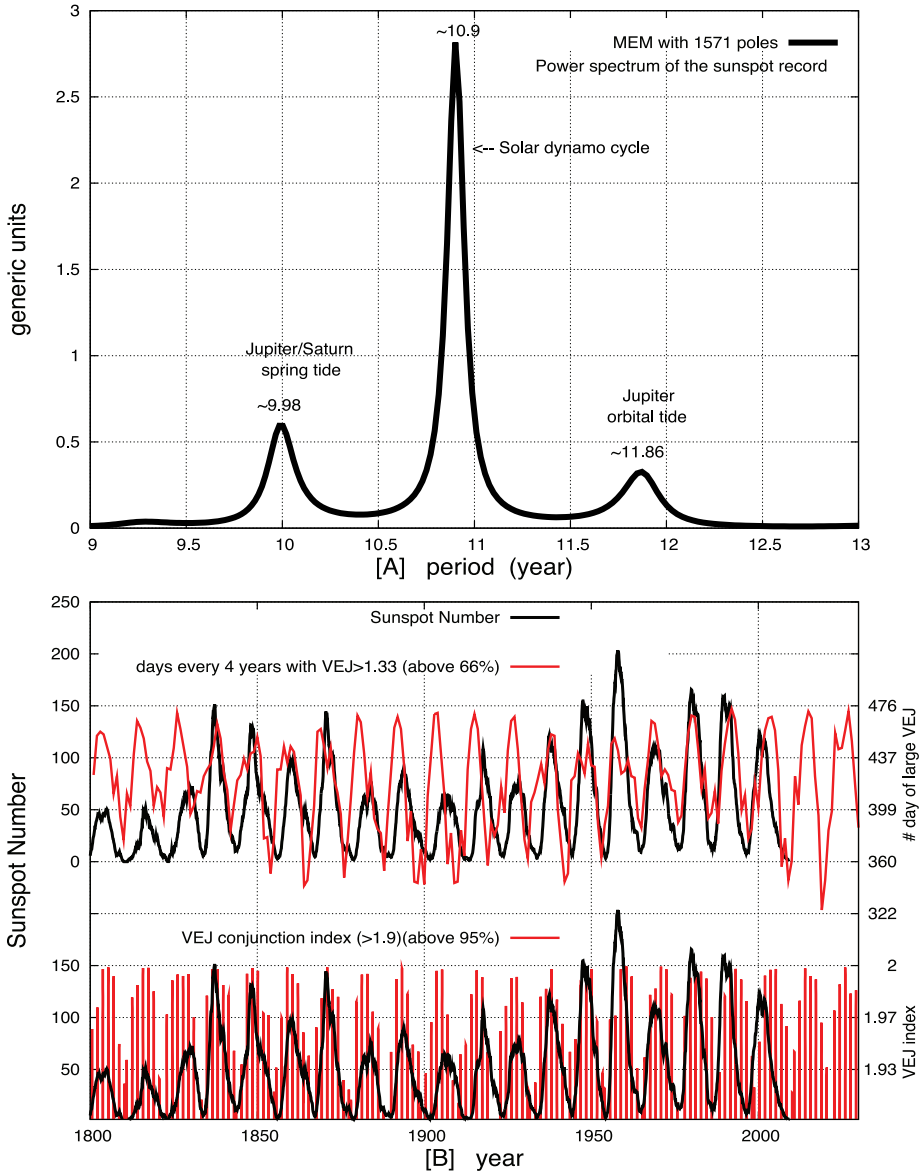 3
~10.9
MEM with 1571 poles
Power spectrum of the sunspot record
2.5
<-- Solar dynamo cycle
2
generic units
1.5
1
Jupiter/Saturn
spring tide
~9.98
Jupiter
orbital tide
~11.86
0.5
0
9 9.5 10 10.5 11 11.5 12 12.5 13
[A] period (year)
250
Sunspot Number
200
days every 4 years with VEJ>1.33 (above 66%)
150 476
100 437
50 399
0 360
# day of large VEJ
Sunspot Number
322
VEJ conjunction index (>1.9)(above 95%)
150 2
100 1.97
50 1.93
VEJ index
1800 1850 1900 1950 2000
[B] year